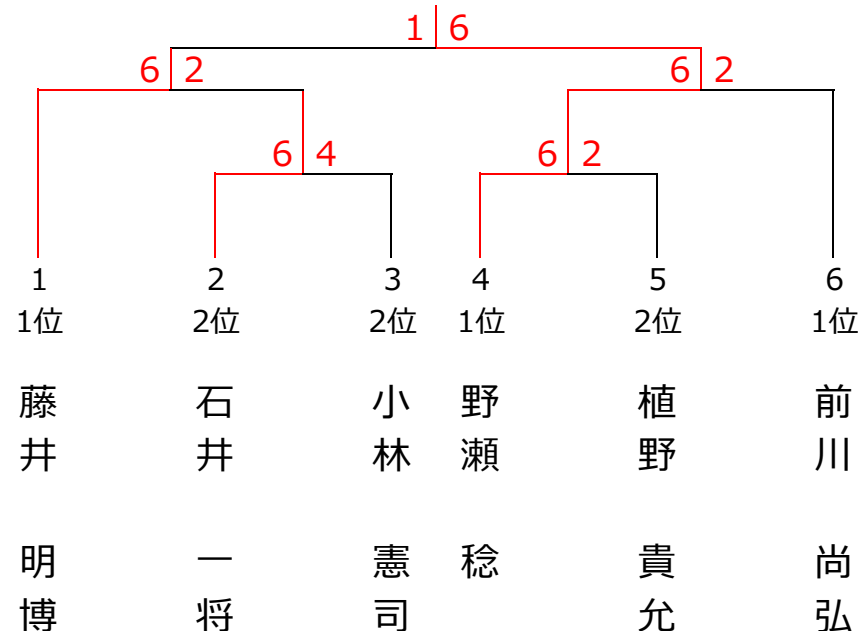 1 6
6 2
6 2
6 4
6 2
1 2 3 4 5 6
1位 2位 2位 1位 2位 1位
藤井 明博
石井 一将
小林 憲司
野瀬 稔
植野 貴允
前川 尚弘